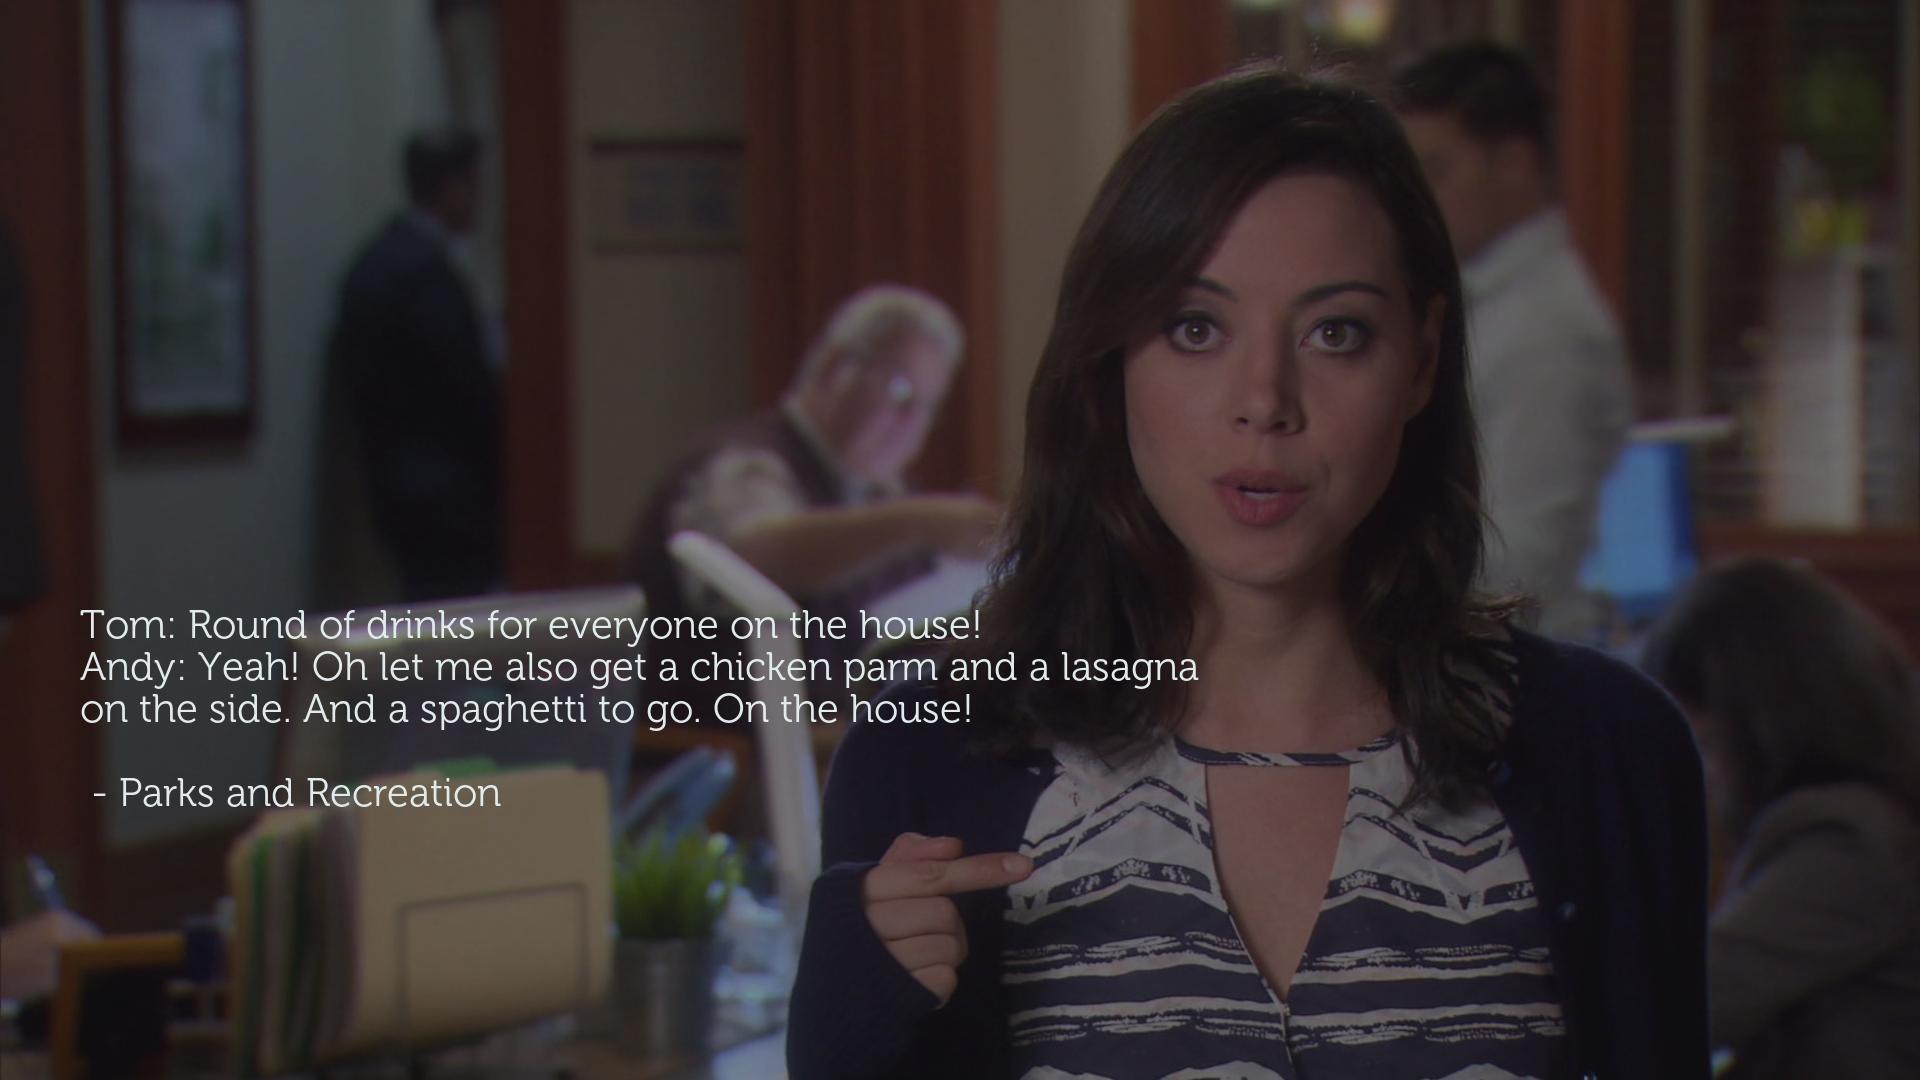 Tom: Round of drinks for everyone on the house!
Andy: Yeah! Oh let me also get a chicken parm and a lasagna
on the side. And a spaghetti to go. On the house!
- Parks and Recreation